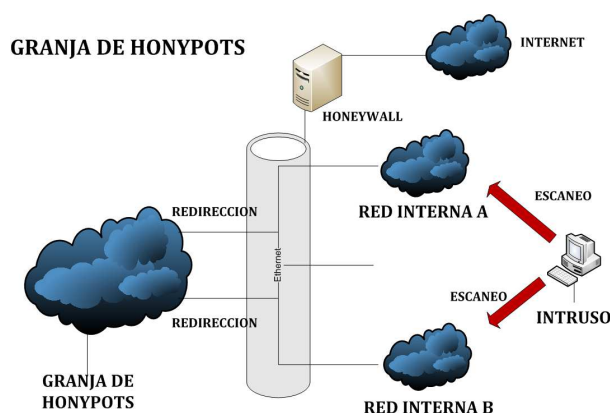 GRANJA DE HONYPOTS
INTERNET
HONEYWALL
RED INTERNA A
ESCANEO
REDIRECCION
Ethernet
ESCANEO
INTRUSO
REDIRECCION
GRANJA DE
HONYPOTS
RED INTERNA B